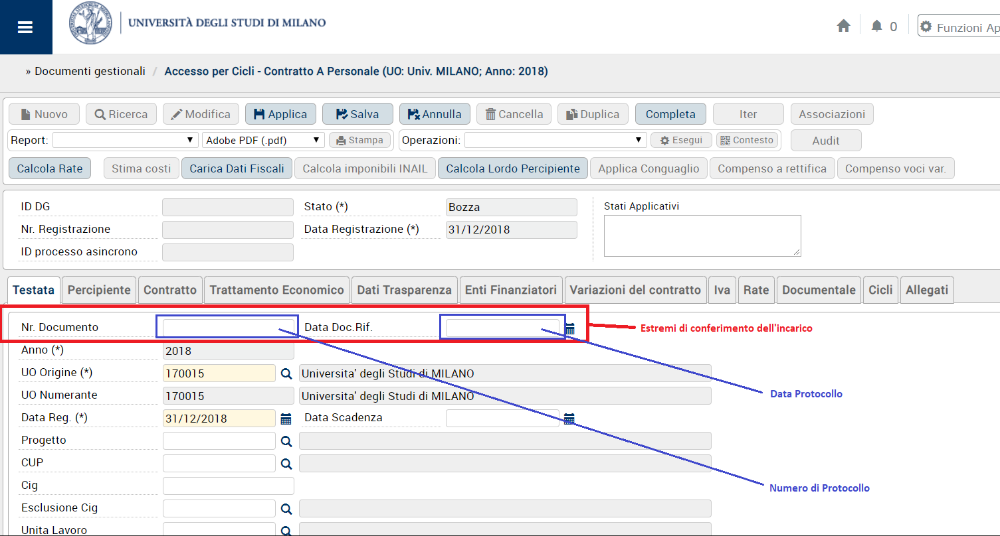 UNIVERSITÀ DEGLI STUDI DI MILANO
0
Funzioni Ap
» Documenti gestionali / Accesso per Cicli - Contratto A Personale (UO: Univ. MILANO; Anno: 2018)
Nuovo Ricerca Modifica Applica Salva Annulla Cancella Duplica Completa Iter Associazioni
Report: Adobe PDF (.pdf) Stampa Operazioni: Esegui Contesto Audit
Calcola Rate Stima costi Carica Dati Fiscali Calcola imponibili INAIL Calcola Lordo Percipiente Applica Conguaglio Compenso a rettifica Compenso voci var.
ID DG Stato (*) Bozza Stati Applicativi
Nr. Registrazione Data Registrazione (*) 31/12/2018
ID processo asincrono
Testata Percipiente Contratto Trattamento Economico Dati Trasparenza Enti Finanziatori Variazioni del contratto Iva Rate Documentale Cicli Allegati
Nr. Documento Data Doc.Rif. Estremi di conferimento dell'incarico
Anno (*) 2018
UO Origine (*) 170015 Universita' degli Studi di MILANO
UO Numerante 170015 Universita' degli Studi di MILANO Data Protocollo
Data Reg. (*) 31/12/2018 Data Scadenza
Progetto
CUP
Cig Numero di Protocollo
Esclusione Cig
Unita Lavoro